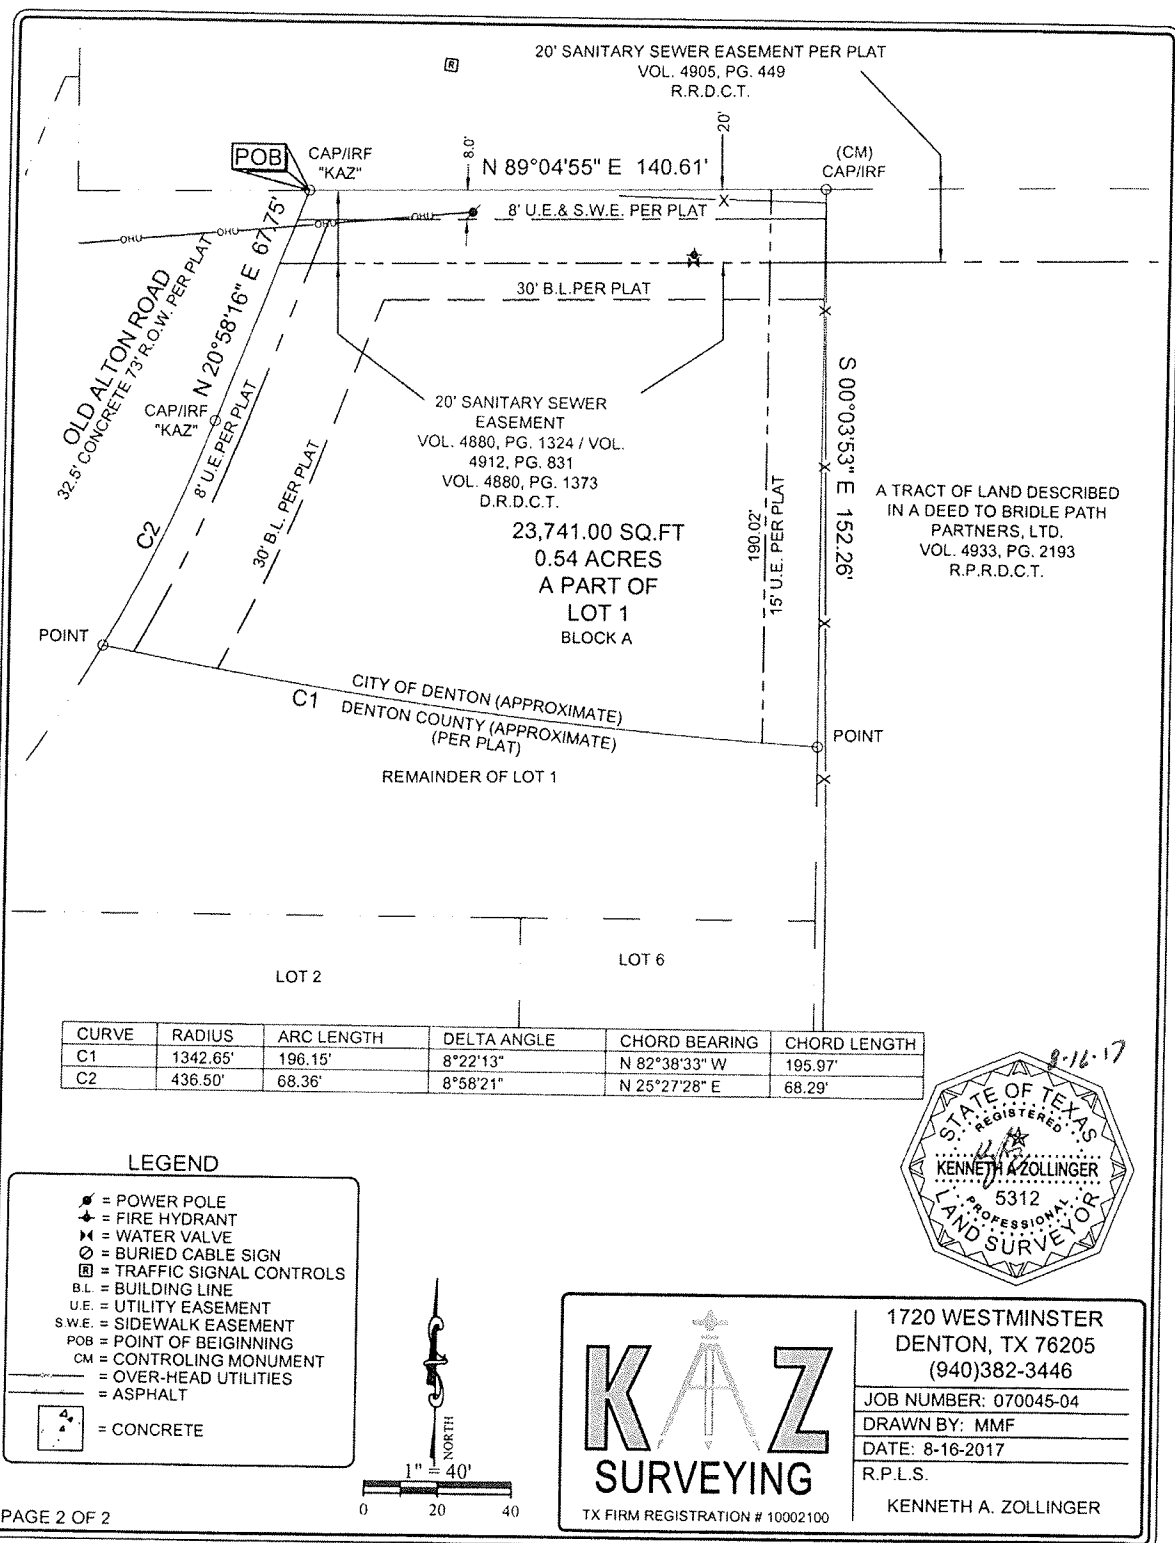 20' SANITARY SEWER EASEMENT PER PLAT
VOL. 4905, PG. 449
R.R.D.C.T.
R
POB
CAP/IRF
"KAZ"
8.0'
N 89°04'55" E 140.61'
20'
(CM)
CAP/IRF
OHU
OHU
OHU
OHU
8' U.E.& S.W.E. PER PLAT
30' B.L.PER PLAT
OLD ALTON ROAD
32.5' CONCRETE 73' R.O.W. PER PLAT
N 20°58'16" E 67.75'
CAP/IRF
"KAZ"
8' U.E.PER PLAT
30' B.L. PER PLAT
C2
20' SANITARY SEWER
EASEMENT
VOL. 4880, PG. 1324 / VOL.
4912, PG. 831
VOL. 4880, PG. 1373
D.R.D.C.T.
23,741.00 SQ.FT
0.54 ACRES
A PART OF
LOT 1
BLOCK A
190.02'
15' U.E. PER PLAT
S 00°03'53" E 152.26'
A TRACT OF LAND DESCRIBED
IN A DEED TO BRIDLE PATH
PARTNERS, LTD.
VOL. 4933, PG. 2193
R.P.R.D.C.T.
POINT
C1
CITY OF DENTON (APPROXIMATE)
DENTON COUNTY (APPROXIMATE)
(PER PLAT)
POINT
REMAINDER OF LOT 1
LOT 2
LOT 6
CURVE RADIUS ARC LENGTH DELTA ANGLE CHORD BEARING CHORD LENGTH
C1 1342.65' 196.15' 8°22'13" N 82°38'33" W 195.97'
C2 436.50' 68.36' 8°58'21" N 25°27'28" E 68.29'
8-16-17
STATE OF TEXAS
REGISTERED
KENNETH A ZOLLINGER
5312
PROFESSIONAL
LAND SURVEYOR
LEGEND
= POWER POLE
= FIRE HYDRANT
= WATER VALVE
= BURIED CABLE SIGN
R = TRAFFIC SIGNAL CONTROLS
B.L. = BUILDING LINE
U.E. = UTILITY EASEMENT
S.W.E. = SIDEWALK EASEMENT
POB = POINT OF BEIGINNING
CM = CONTROLING MONUMENT
= OVER-HEAD UTILITIES
= ASPHALT
= CONCRETE
NORTH
1" = 40'
0 20 40
KAZ
SURVEYING
TX FIRM REGISTRATION # 10002100
1720 WESTMINSTER
DENTON, TX 76205
(940)382-3446
JOB NUMBER: 070045-04
DRAWN BY: MMF
DATE: 8-16-2017
R.P.L.S.
KENNETH A. ZOLLINGER
PAGE 2 OF 2